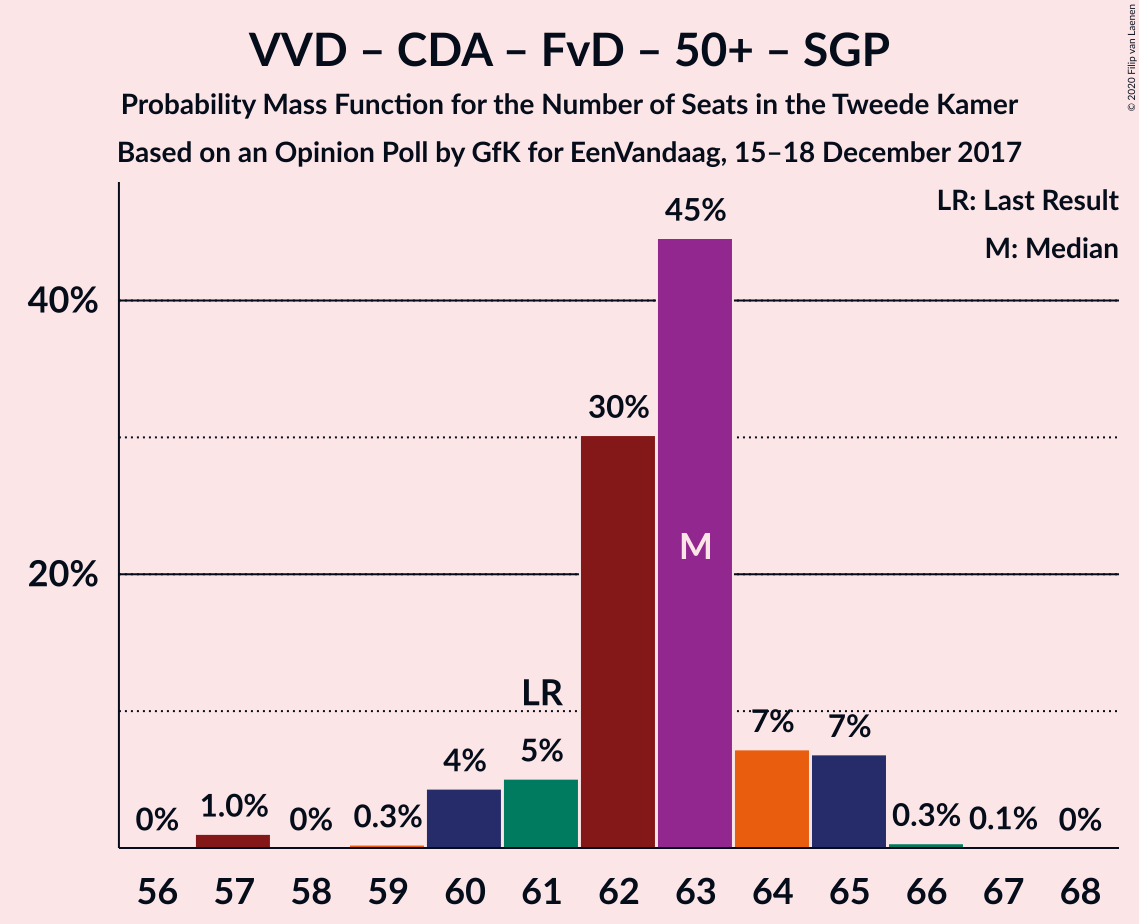 VVD – CDA – FvD – 50+ – SGP
Probability Mass Function for the Number of Seats in the Tweede Kamer
Based on an Opinion Poll by GfK for EenVandaag, 15–18 December 2017
© 2020 Filip van Laenen
LR: Last Result
M: Median
45%
40%
30%
M
20%
LR
7%
7%
5%
4%
1.0%
0%
0%
0.3%
0.3%
0.1%
0%
56 57 58 59 60 61 62 63 64 65 66 67 68